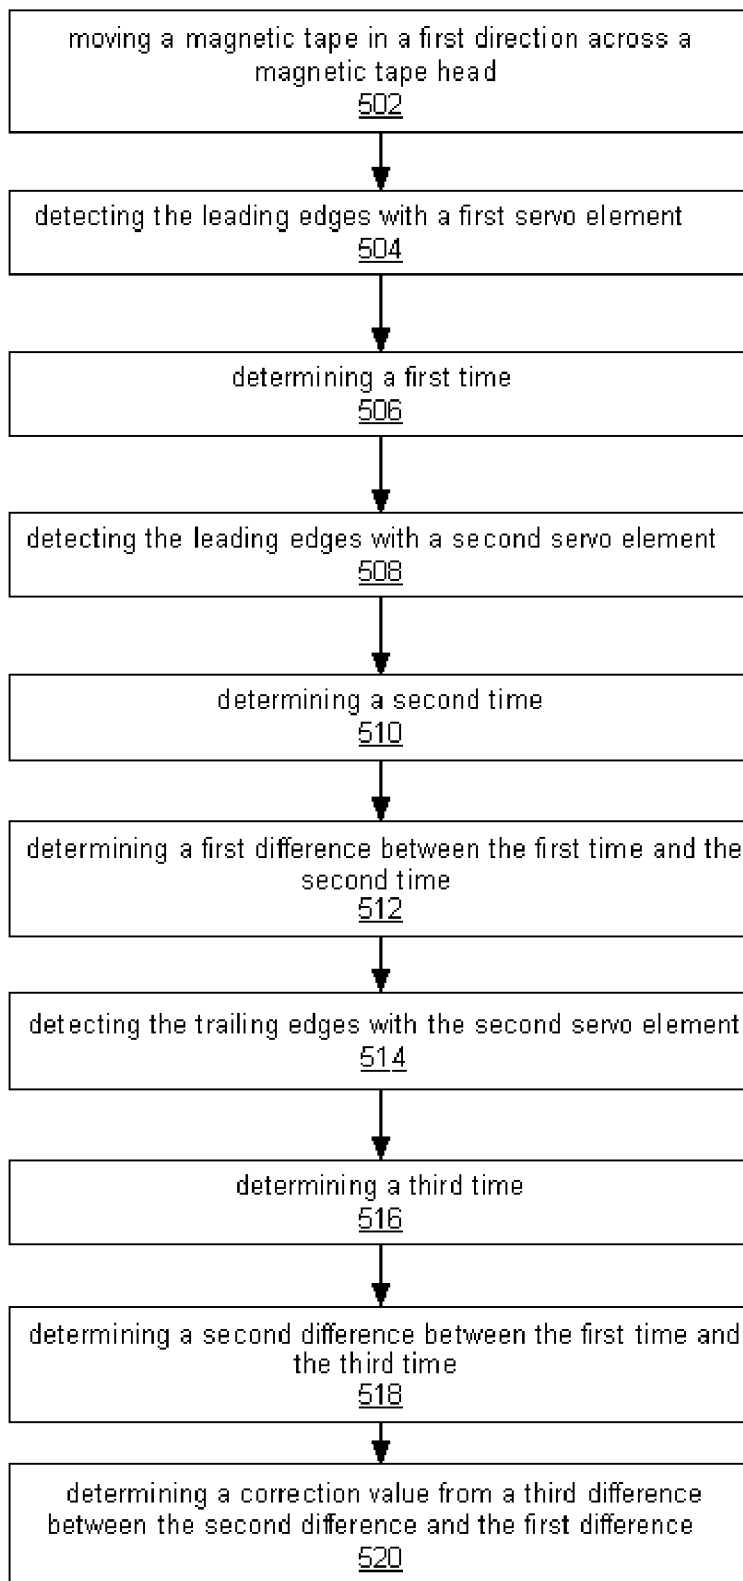 moving a magnetic tape in a first direction across a
magnetic tape head
502
detecting the leading edges with a first servo element
504
determining a first time
506
detecting the leading edges with a second servo element
508
determining a second time
510
determining a first difference between the first time and the
second time
512
detecting the trailing edges with the second servo element
514
determining a third time
516
determining a second difference between the first time and
the third time
518
determining a correction value from a third difference
between the second difference and the first difference
520